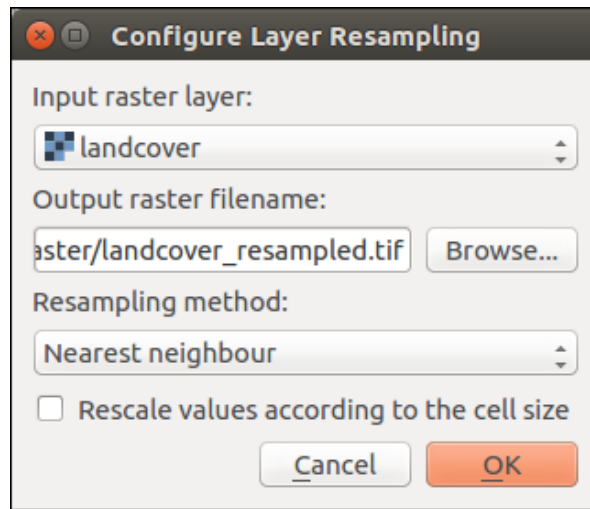 Configure Layer Resampling
Input raster layer:
landcover
Output raster filename:
aster/landcover_resampled.tif
Browse...
Resampling method:
Nearest neighbour
Rescale values according to the cell size
Cancel
OK